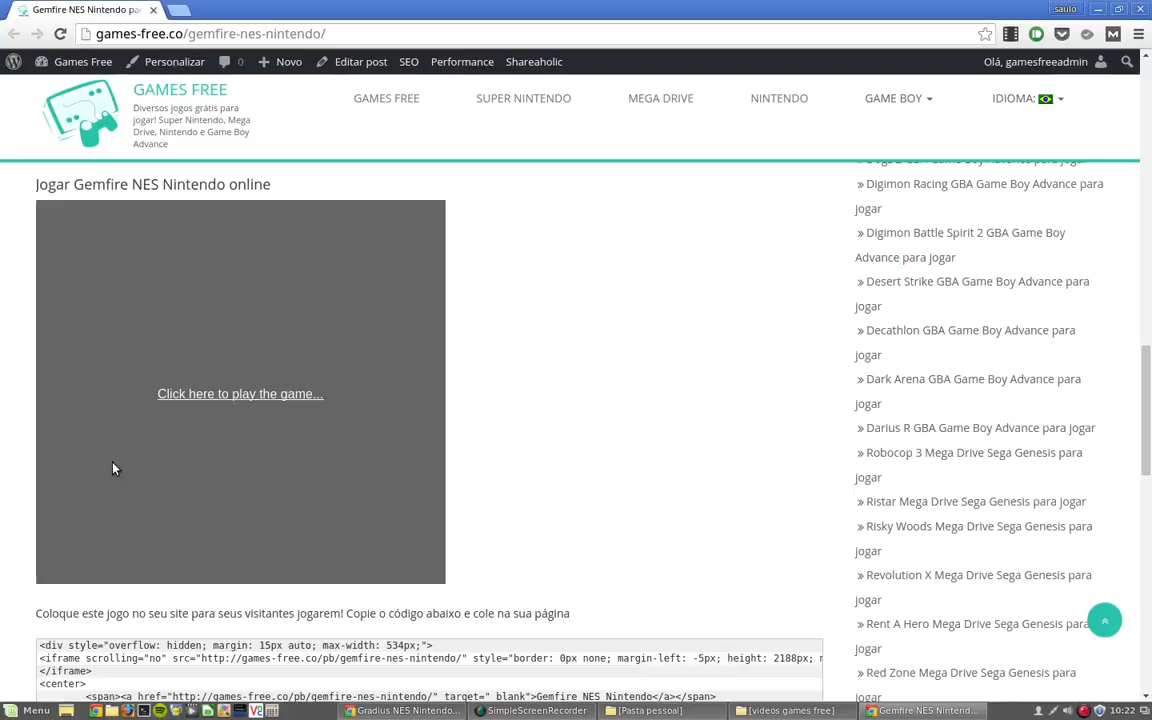 Gemfire NES Nintendo par
saulo
games-free.co/gemfire-nes-nintendo/
Games Free
Personalizar
0
Novo
Editar post
SEO
Performance
Shareaholic
Olá, gamesfreeadmin
GAMES FREE
Diversos jogos grátis para
jogar! Super Nintendo, Mega
Drive, Nintendo e Game Boy
Advance
GAMES FREE
SUPER NINTENDO
MEGA DRIVE
NINTENDO
GAME BOY
IDIOMA:
Jogar Gemfire NES Nintendo online
Click here to play the game...
Coloque este jogo no seu site para seus visitantes jogarem! Copie o código abaixo e cole na sua página
<div style="overflow: hidden; margin: 15px auto; max-width: 534px;">
<iframe scrolling="no" src="http://games-free.co/pb/gemfire-nes-nintendo/" style="border: 0px none; margin-left: -5px; height: 2188px;
</iframe>
<center>
<span><a href="http://games-free.co/pb/gemfire-nes-nintendo/" target="_blank">Gemfire NES Nintendo</a></span>
» Digimon Racing GBA Game Boy Advance para
jogar
» Digimon Battle Spirit 2 GBA Game Boy
Advance para jogar
» Desert Strike GBA Game Boy Advance para
jogar
» Decathlon GBA Game Boy Advance para
jogar
» Dark Arena GBA Game Boy Advance para
jogar
» Darius R GBA Game Boy Advance para jogar
» Robocop 3 Mega Drive Sega Genesis para
jogar
» Ristar Mega Drive Sega Genesis para jogar
» Risky Woods Mega Drive Sega Genesis para
jogar
» Revolution X Mega Drive Sega Genesis para
jogar
» Rent A Hero Mega Drive Sega Genesis para
jogar
» Red Zone Mega Drive Sega Genesis para
jogar
Menu
Gradius NES Nintendo...
SimpleScreenRecorder
[Pasta pessoal]
[videos games free]
Gemfire NES Nintend...
10:22